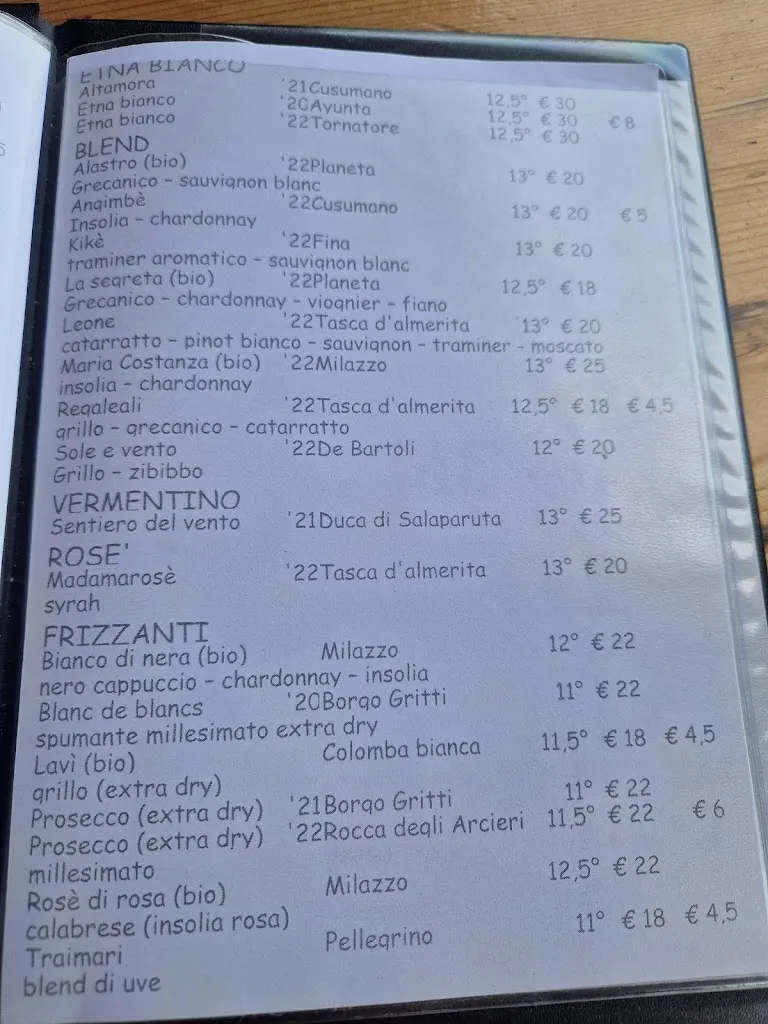 ETNA BIANCO
Altamora '21Cusumano 12,5° € 30
Etna bianco '20Ayunta 12,5° € 30 € 8
Etna bianco '22Tornatore 12,5° € 30
BLEND
Alastro (bio) '22Planeta 13° € 20
Grecanico - sauvignon blanc
Angimbè '22Cusumano 13° € 20 € 5
Insolia - chardonnay
Kikè '22Fina 13° € 20
traminer aromatico - sauvignon blanc
La segreta (bio) '22Planeta 12,5° € 18
Grecanico - chardonnay - viognier - fiano
Leone '22Tasca d'almerita 13° € 20
catarratto - pinot bianco - sauvignon - traminer - moscato
Maria Costanza (bio) '22Milazzo 13° € 25
insolia - chardonnay
Regaleali '22Tasca d'almerita 12,5° € 18 € 4,5
grillo - grecanico - catarratto
Sole e vento '22De Bartoli 12° € 20
Grillo - zibibbo
VERMENTINO
Sentiero del vento '21Duca di Salaparuta 13° € 25
ROSE'
Madamarosè '22Tasca d'almerita 13° € 20
syrah
FRIZZANTI
Bianco di nera (bio) Milazzo 12° € 22
nero cappuccio - chardonnay - insolia
Blanc de blancs '20Borgo Gritti 11° € 22
spumante millesimato extra dry
Lavì (bio) Colomba bianca 11,5° € 18 € 4,5
grillo (extra dry)
Prosecco (extra dry) '21Borgo Gritti 11° € 22
Prosecco (extra dry) '22Rocca degli Arcieri 11,5° € 22 € 6
millesimato
Rosè di rosa (bio) Milazzo 12,5° € 22
calabrese (insolia rosa)
Traimari Pellegrino 11° € 18 € 4,5
blend di uve